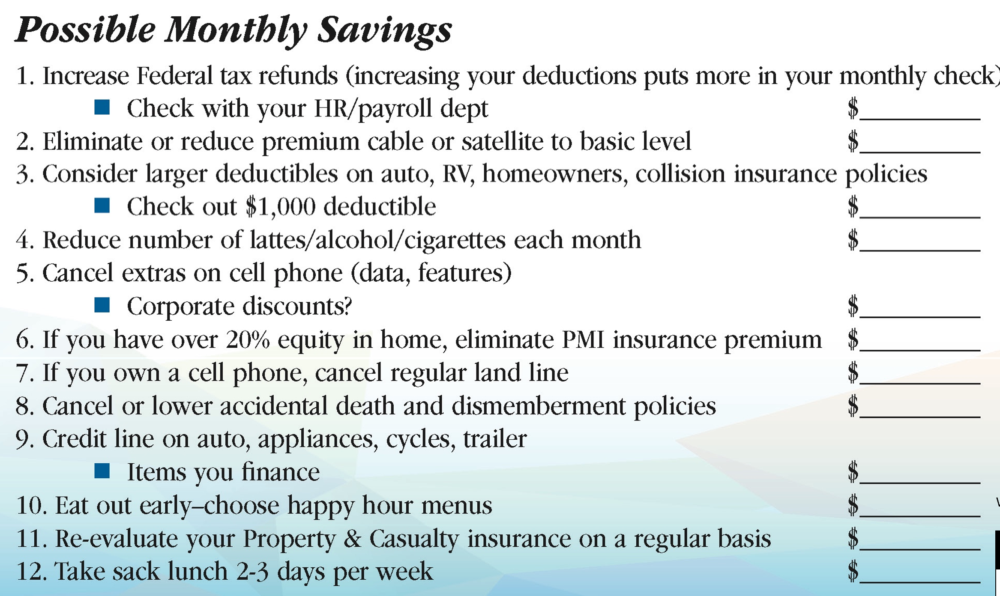 Possible Monthly Savings
1. Increase Federal tax refunds (increasing your deductions puts more in your monthly check)
■ Check with your HR/payroll dept $__________
2. Eliminate or reduce premium cable or satellite to basic level $__________
3. Consider larger deductibles on auto, RV, homeowners, collision insurance policies
■ Check out $1,000 deductible $__________
4. Reduce number of lattes/alcohol/cigarettes each month $__________
5. Cancel extras on cell phone (data, features)
■ Corporate discounts? $__________
6. If you have over 20% equity in home, eliminate PMI insurance premium $__________
7. If you own a cell phone, cancel regular land line $__________
8. Cancel or lower accidental death and dismemberment policies $__________
9. Credit line on auto, appliances, cycles, trailer
■ Items you finance $__________
10. Eat out early–choose happy hour menus $__________
11. Re-evaluate your Property & Casualty insurance on a regular basis $__________
12. Take sack lunch 2-3 days per week $__________